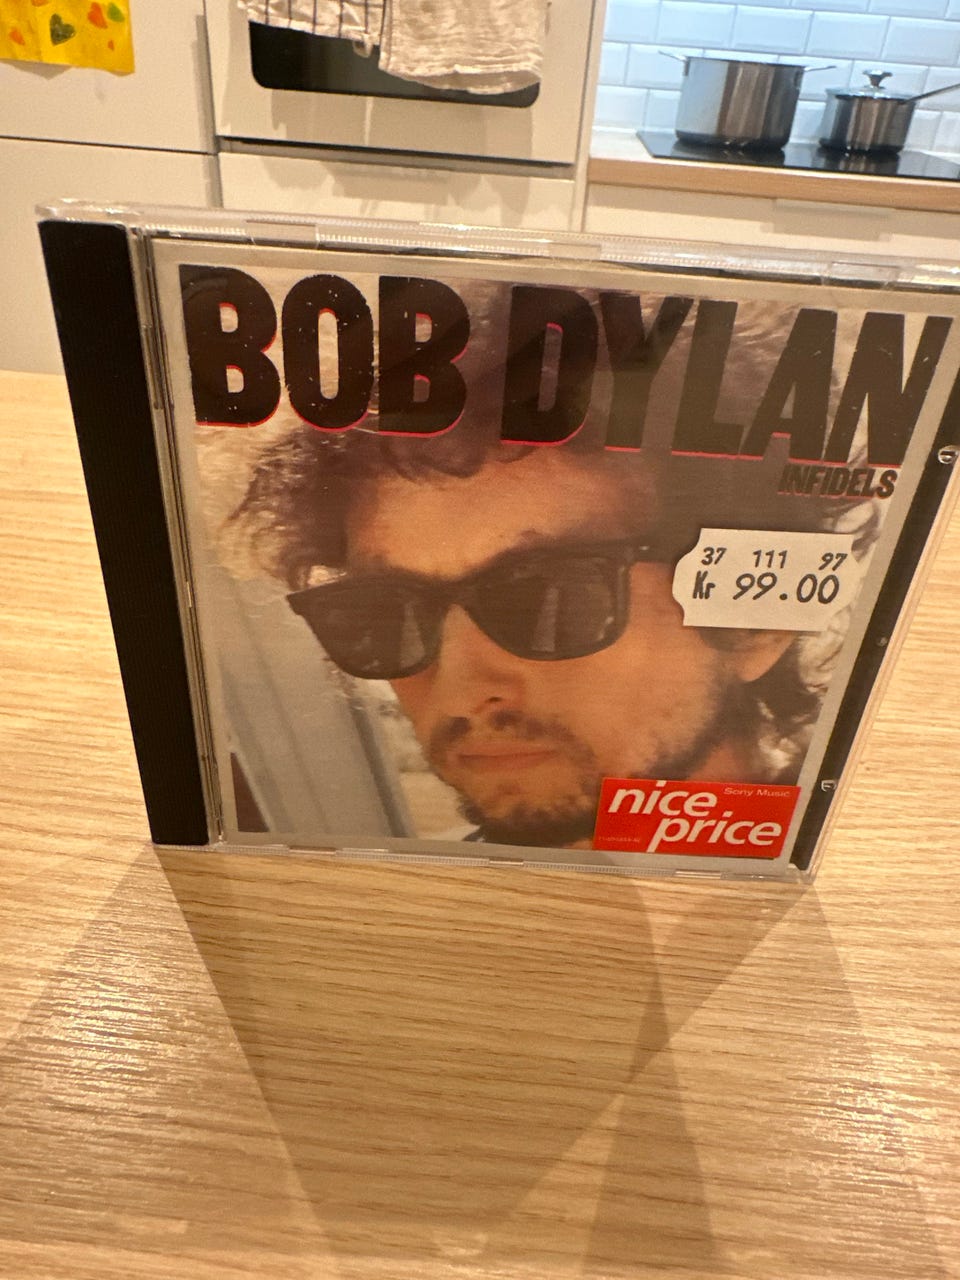 BOB DYLAN
INFIDELS
37 111 97
Kr 99.00
Sony Music
nice
price